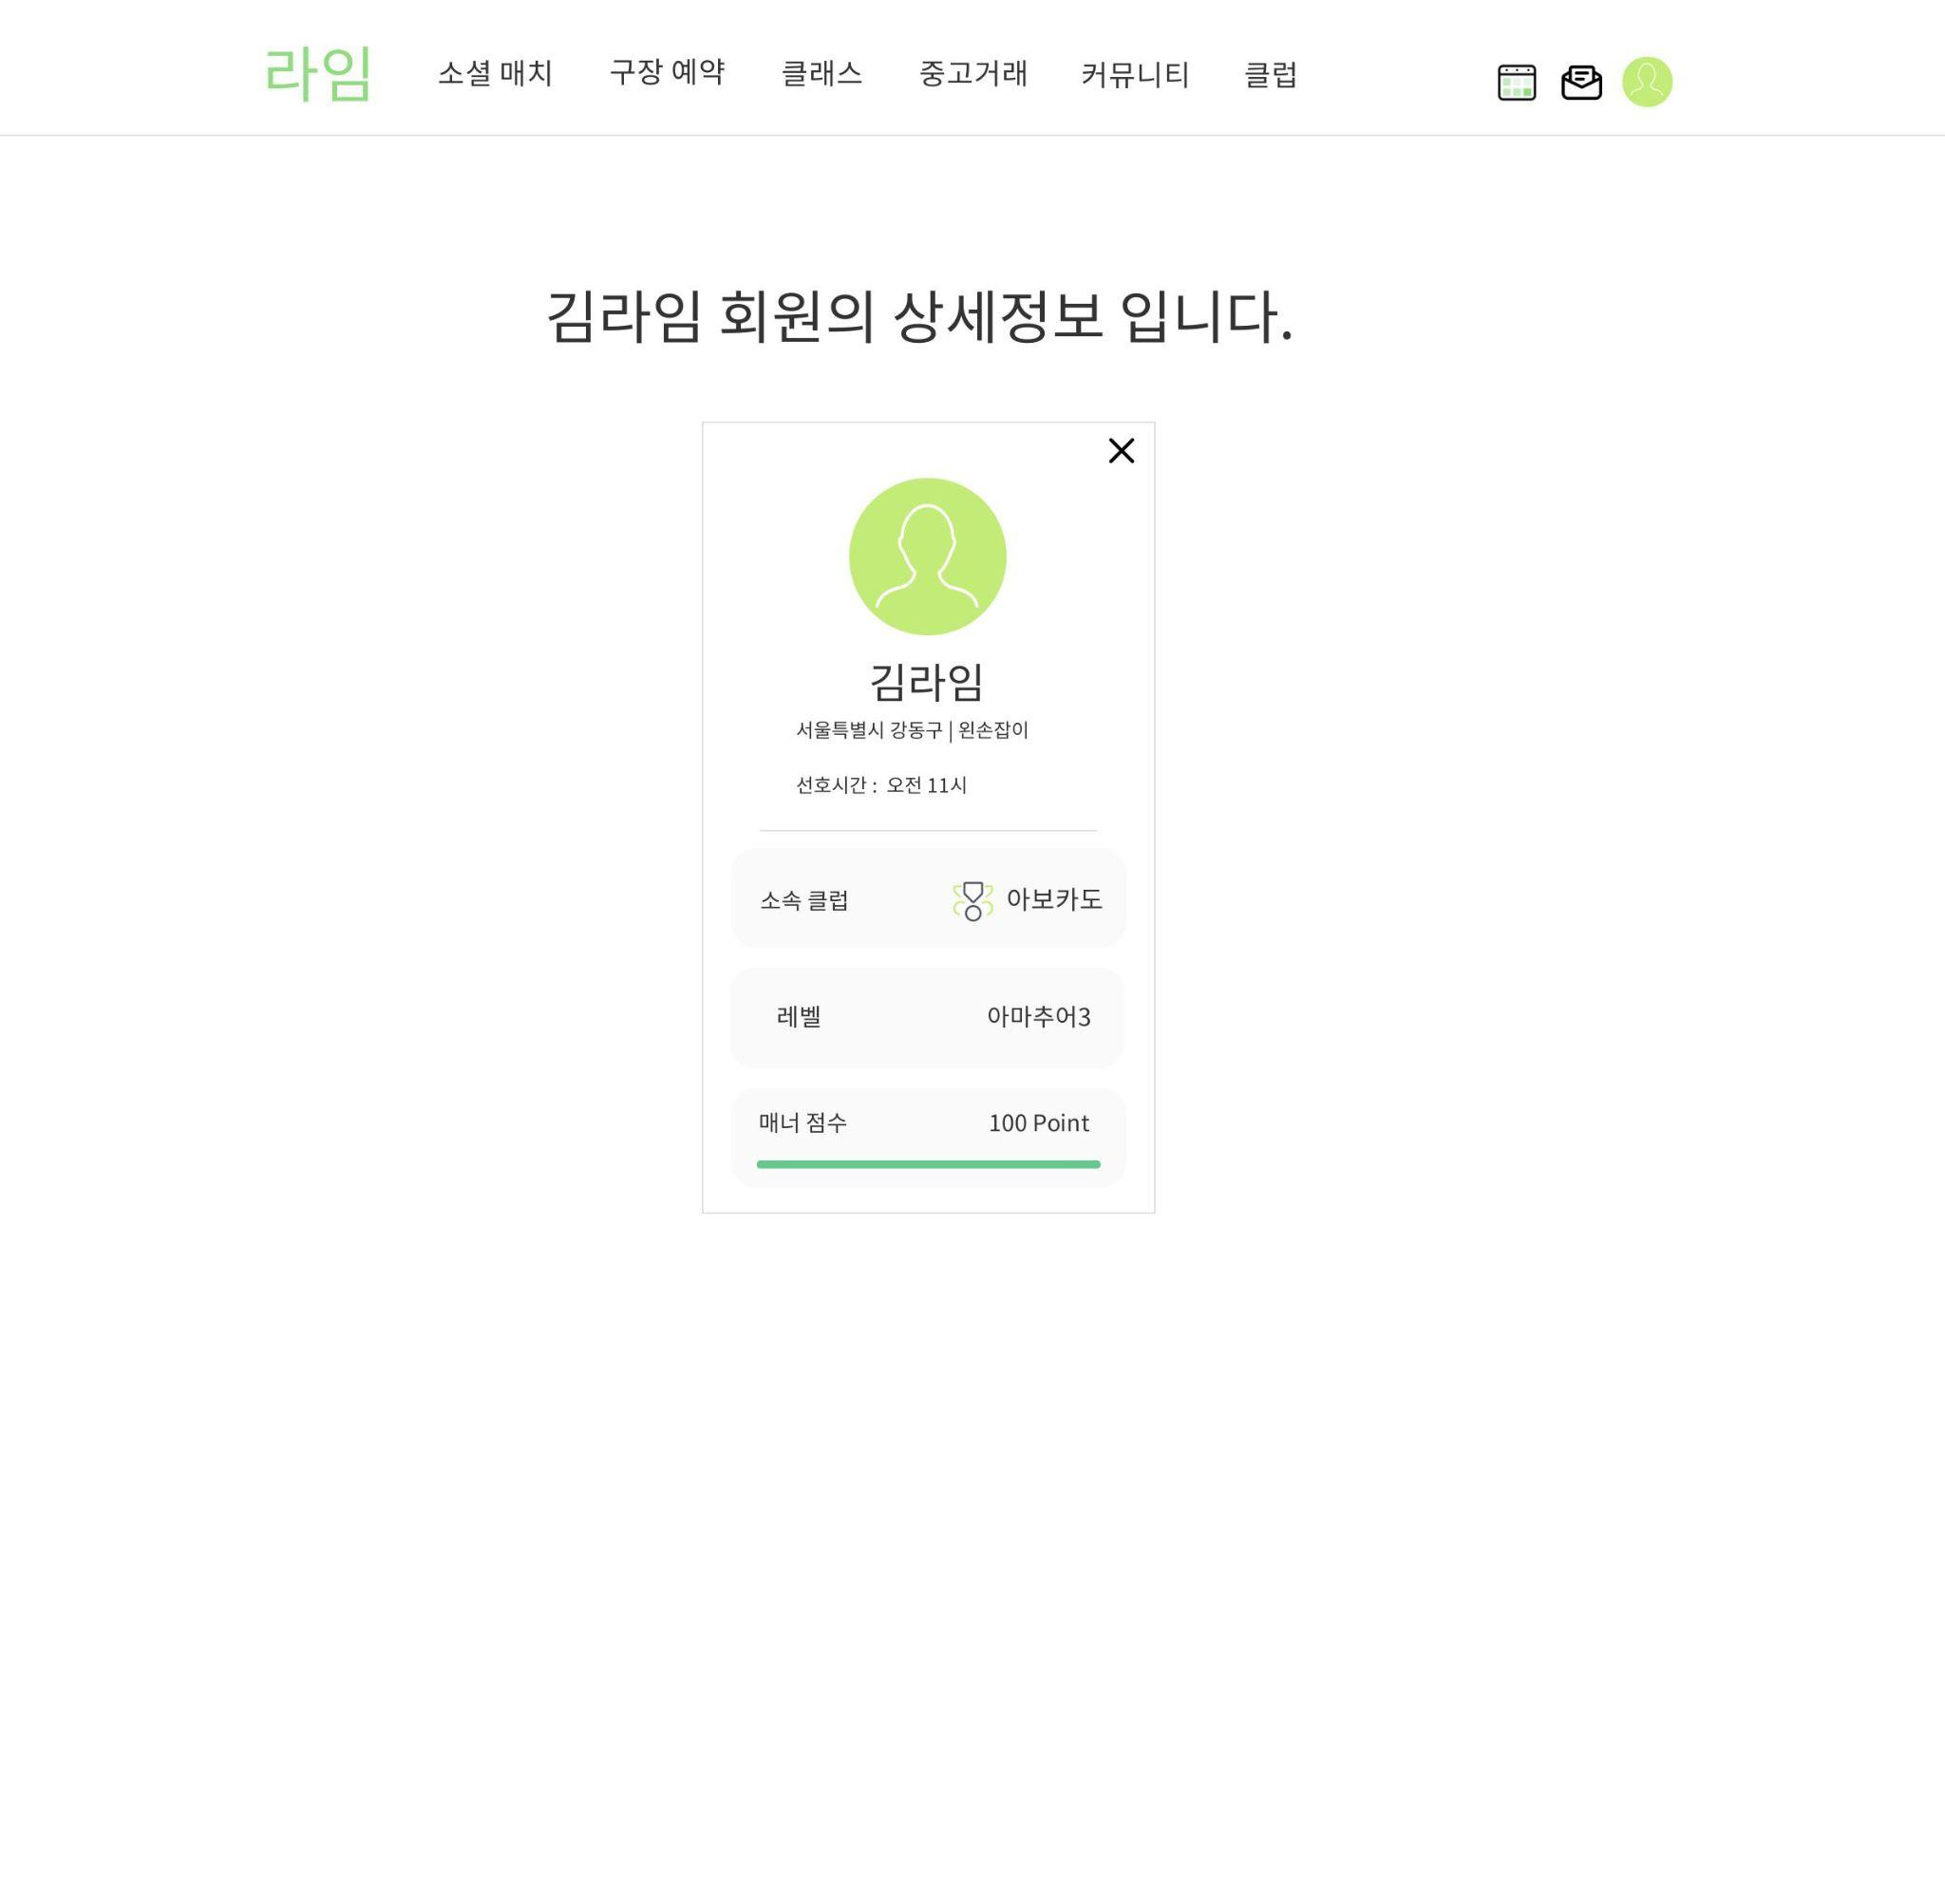 라임
소셜 매치 구장 예약 클래스 중고거래 커뮤니티 클럽
김라임 회원의 상세정보 입니다.
김라임
서울특별시 강동구 | 왼손잡이
선호시간 : 오전 11시
소속 클럽 아보카도
레벨 아마추어3
매너 점수 100 Point